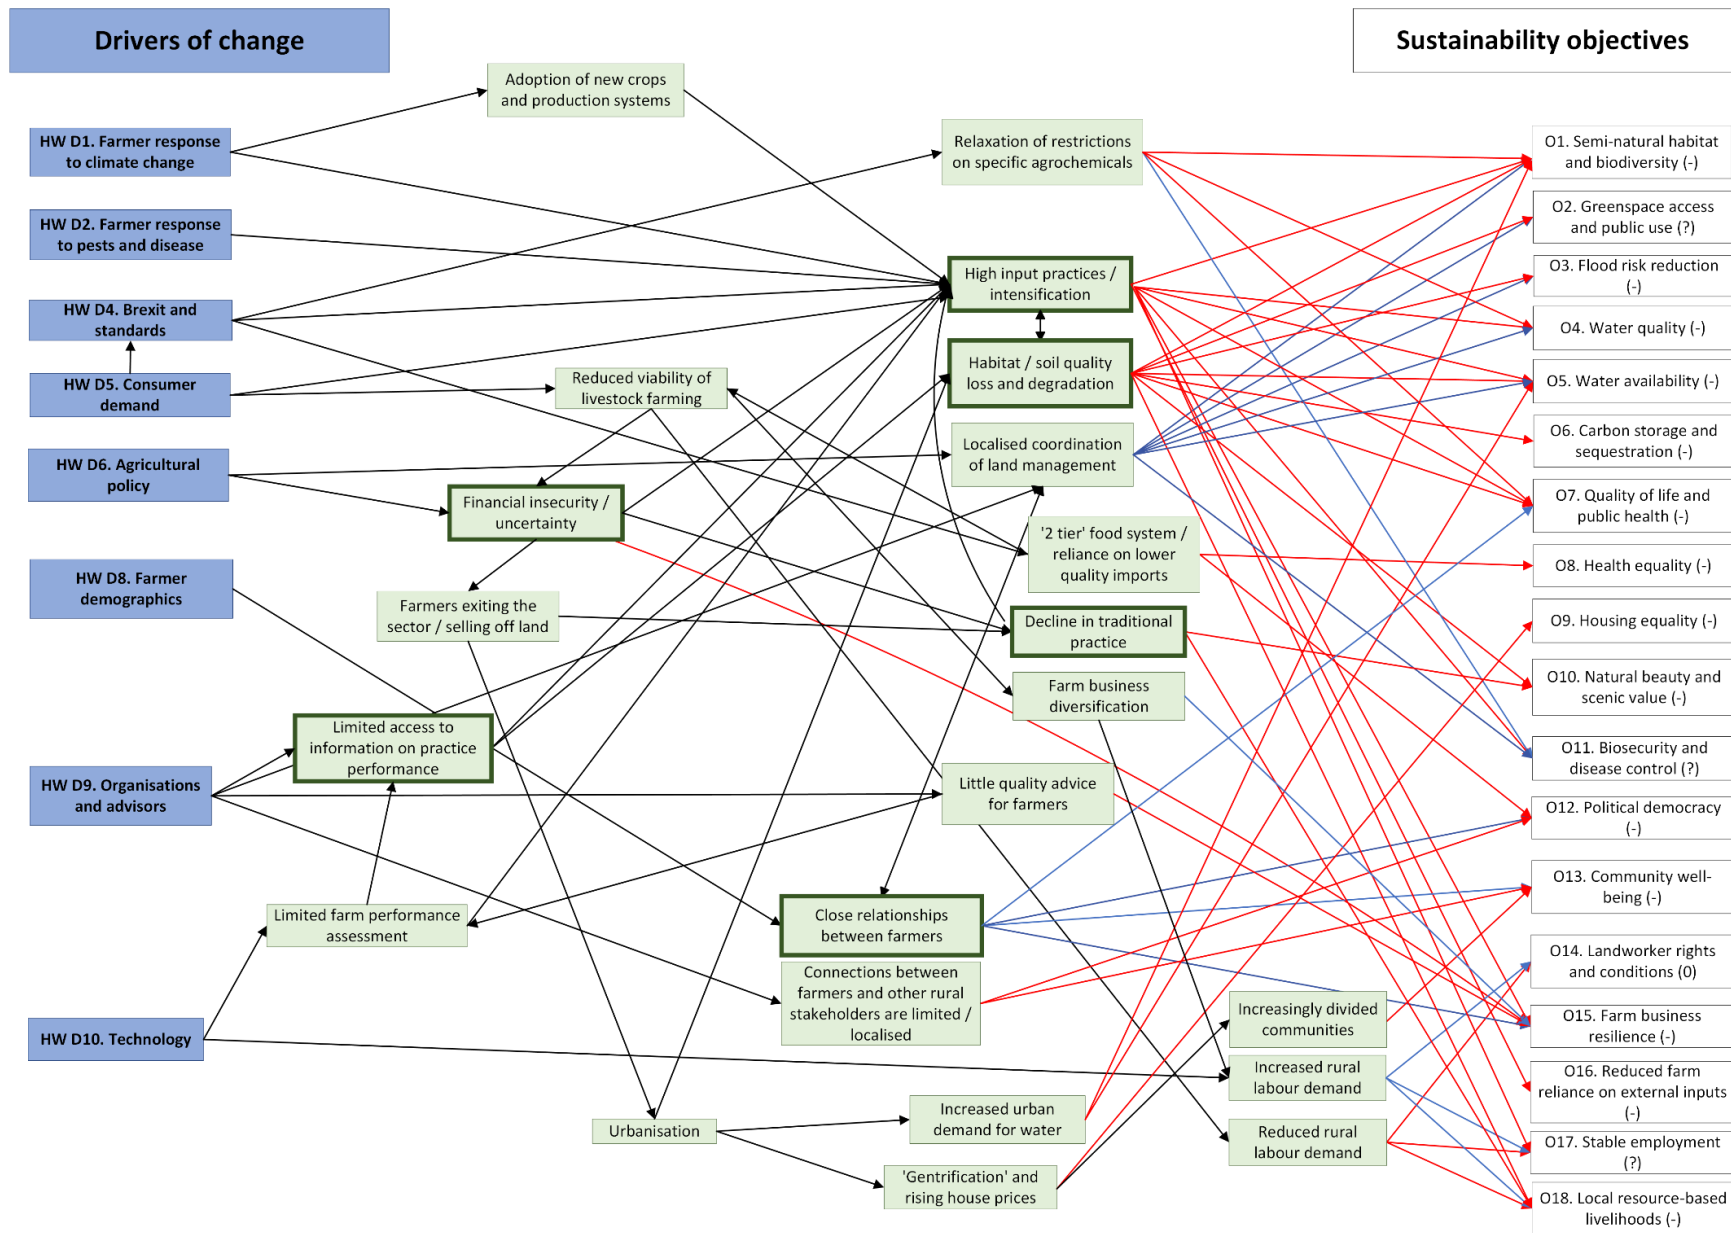 Drivers of change
Sustainability objectives
HW D1. Farmer response
to climate change
HW D2. Farmer response
to pests and disease
HW D4. Brexit and
standards
HW D5. Consumer
demand
HW D6. Agricultural
policy
HW D8. Farmer
demographics
HW D9. Organisations
and advisors
HW D10. Technology
Adoption of new crops
and production systems
Reduced viability of
livestock farming
Financial insecurity /
uncertainty
Farmers exiting the
sector / selling off land
Limited access to
information on practice
performance
Limited farm performance
assessment
Urbanisation
Relaxation of restrictions
on specific agrochemicals
High input practices /
intensification
Habitat / soil quality
loss and degradation
Localised coordination
of land management
'2 tier' food system /
reliance on lower
quality imports
Decline in traditional
practice
Farm business
diversification
Little quality advice
for farmers
Close relationships
between farmers
Connections between
farmers and other rural
stakeholders are limited /
localised
Increased urban
demand for water
'Gentrification' and
rising house prices
Increasingly divided
communities
Increased rural
labour demand
Reduced rural
labour demand
O1. Semi-natural habitat
and biodiversity (-)
O2. Greenspace access
and public use (?)
O3. Flood risk reduction
(-)
O4. Water quality (-)
O5. Water availability (-)
O6. Carbon storage and
sequestration (-)
O7. Quality of life and
public health (-)
O8. Health equality (-)
O9. Housing equality (-)
O10. Natural beauty and
scenic value (-)
O11. Biosecurity and
disease control (?)
O12. Political democracy
(-)
O13. Community well-
being (-)
O14. Landworker rights
and conditions (0)
O15. Farm business
resilience (-)
O16. Reduced farm
reliance on external inputs
(-)
O17. Stable employment
(?)
O18. Local resource-based
livelihoods (-)